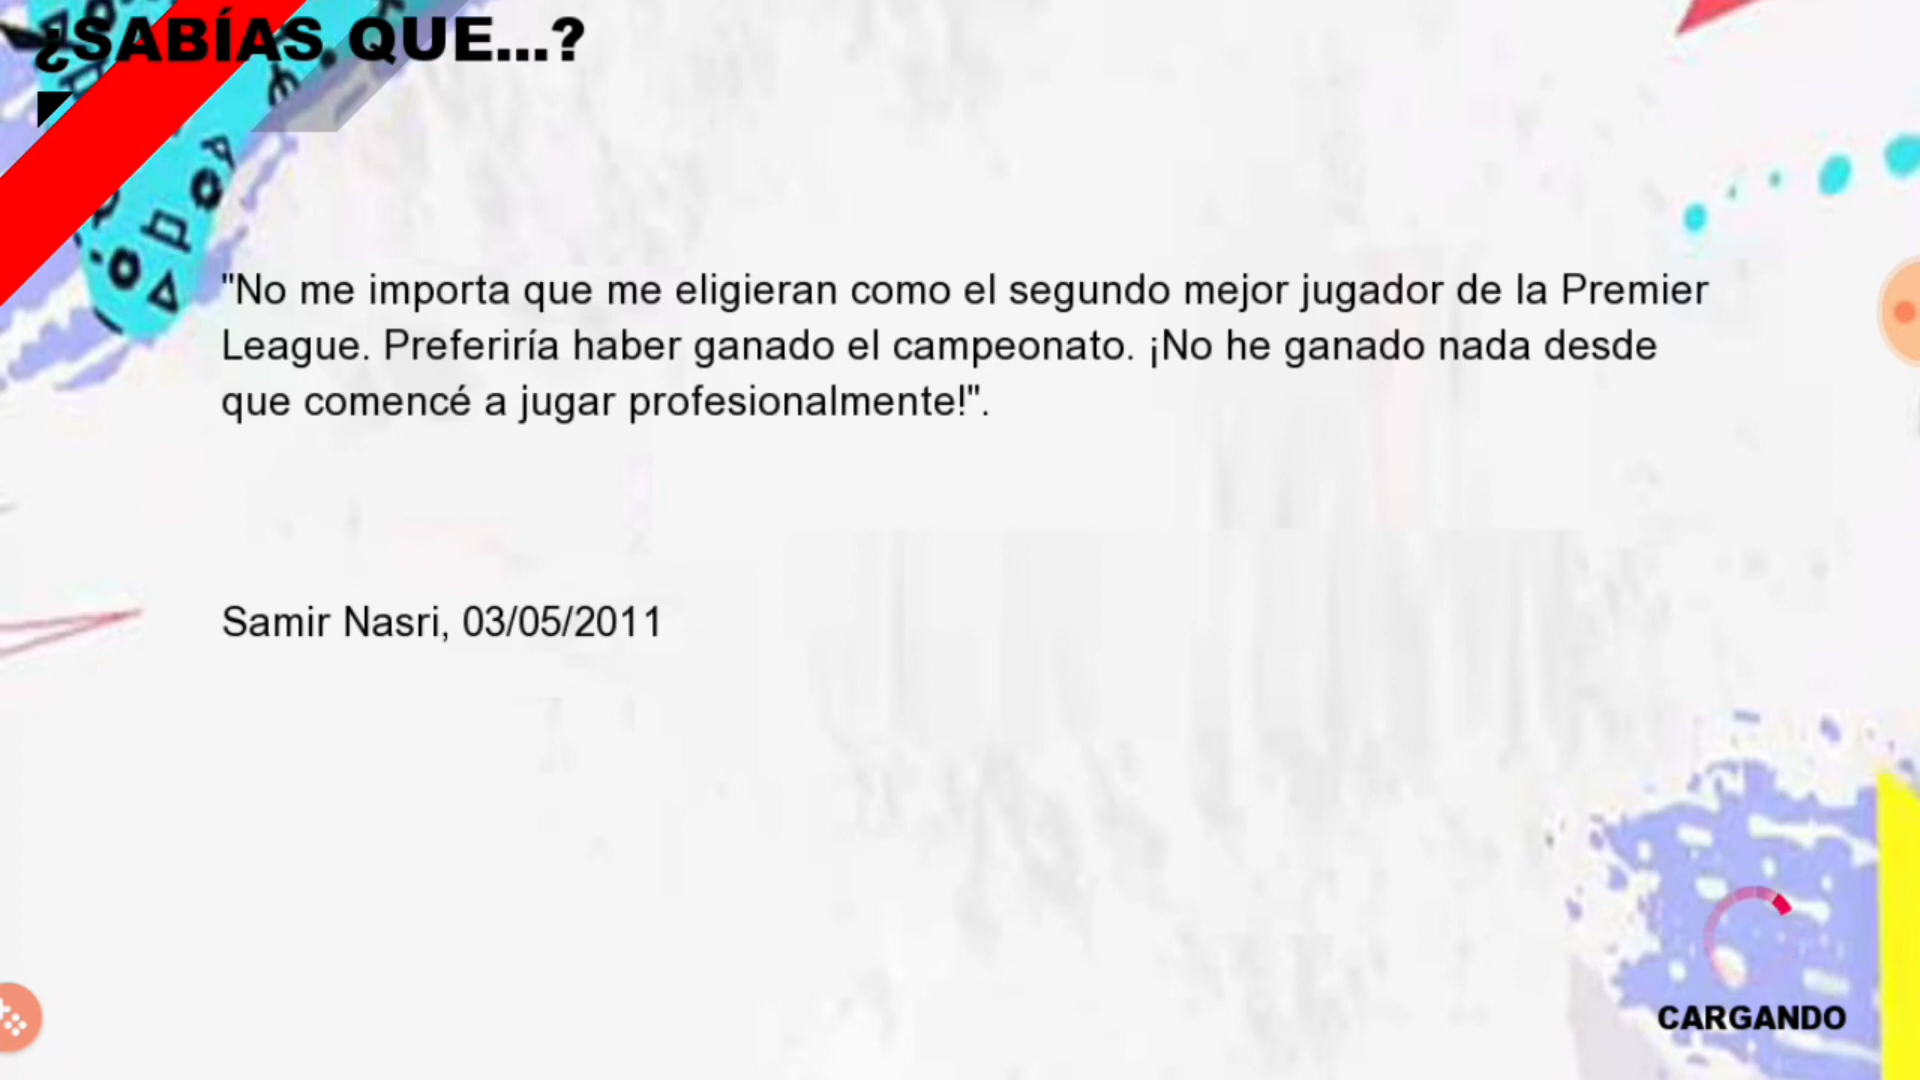 ¿SABÍAS QUE...?
"No me importa que me eligieran como el segundo mejor jugador de la Premier
League. Preferiría haber ganado el campeonato. ¡No he ganado nada desde
que comencé a jugar profesionalmente!".
Samir Nasri, 03/05/2011
CARGANDO